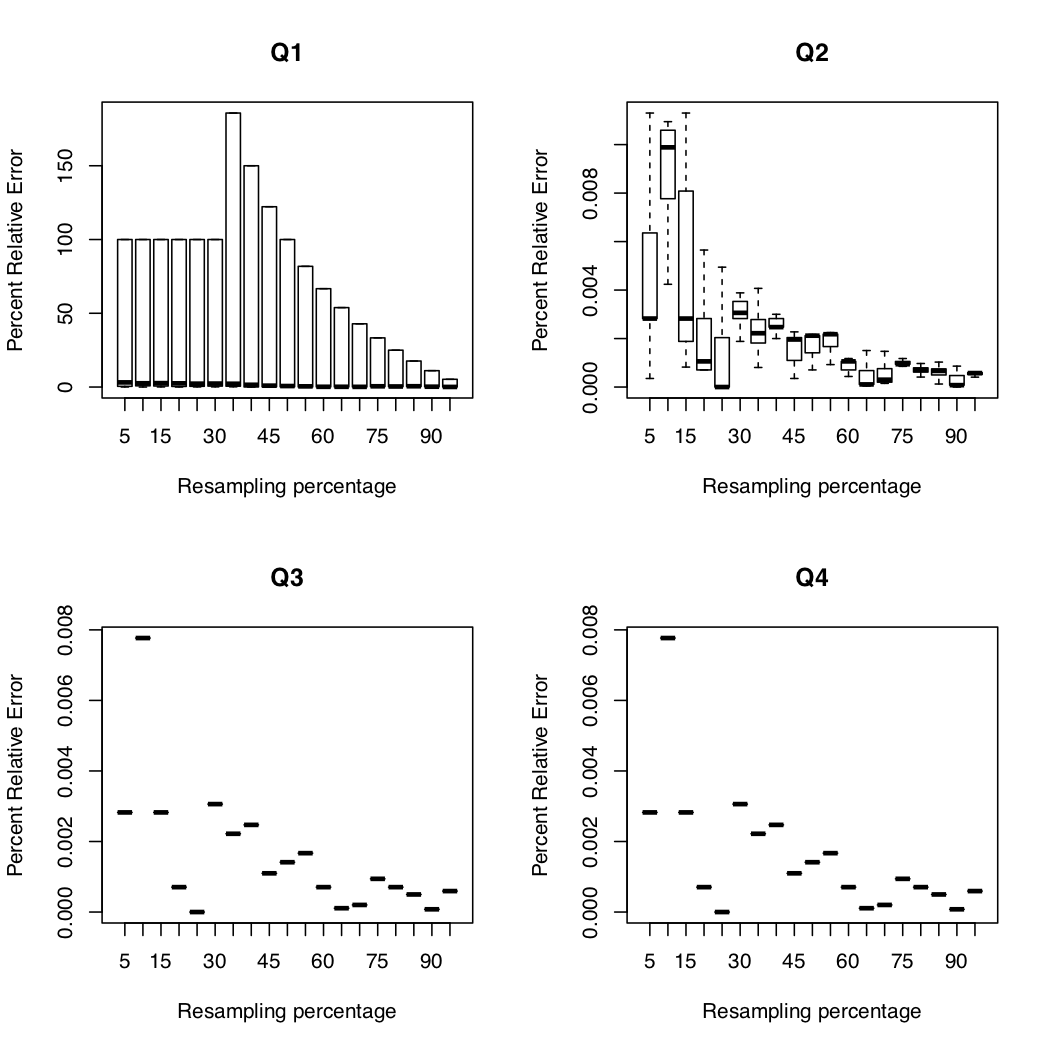 Q1
Percent Relative Error
0 50 100 150
5 15 30 45 60 75 90
Resampling percentage
Q2
Percent Relative Error
0.000 0.004 0.008
5 15 30 45 60 75 90
Resampling percentage
Q3
Percent Relative Error
0.000 0.002 0.004 0.006 0.008
5 15 30 45 60 75 90
Resampling percentage
Q4
Percent Relative Error
0.000 0.002 0.004 0.006 0.008
5 15 30 45 60 75 90
Resampling percentage